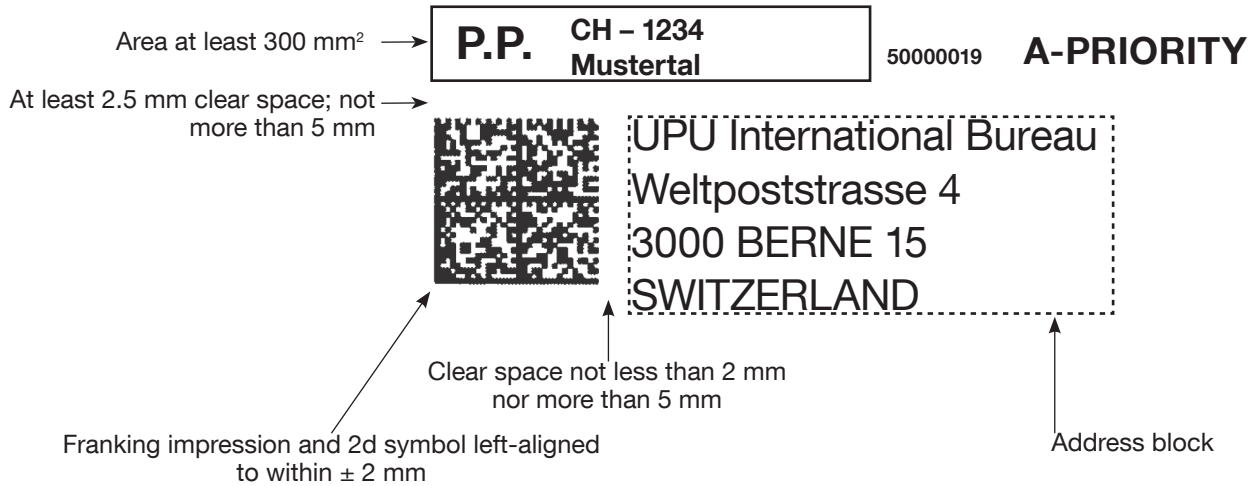 Area at least 300 mm²
P.P.
CH – 1234
Mustertal
50000019
A-PRIORITY
At least 2.5 mm clear space; not
more than 5 mm
UPU International Bureau
Weltpoststrasse 4
3000 BERNE 15
SWITZERLAND
Clear space not less than 2 mm
nor more than 5 mm
Franking impression and 2d symbol left-aligned
to within ± 2 mm
Address block